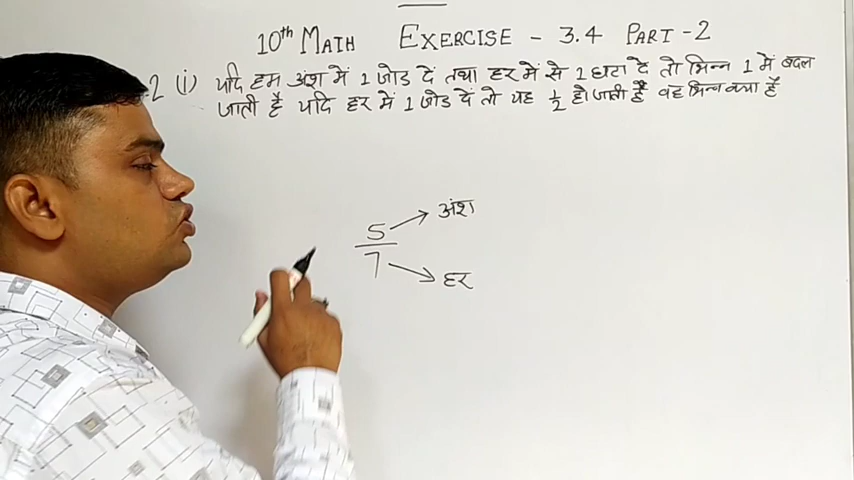 10th MATH EXERCISE - 3.4 PART-2
2 (i) यदि हम अंश में 1 जोड दें तथा हर में से 1 घटा दे तो भिन्न 1 में बदल
जाती है यदि हर में 1 जोड दें तो यह 1/2 हो जाती है वह भिन्न क्या है
5 अंश
7 हर